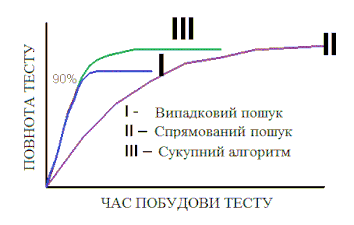 III
II
I
90%
ПОВНОТА ТЕСТУ
I - Випадковий пошук
II – Спрямований пошук
III – Сукупний алгоритм
ЧАС ПОБУДОВИ ТЕСТУ